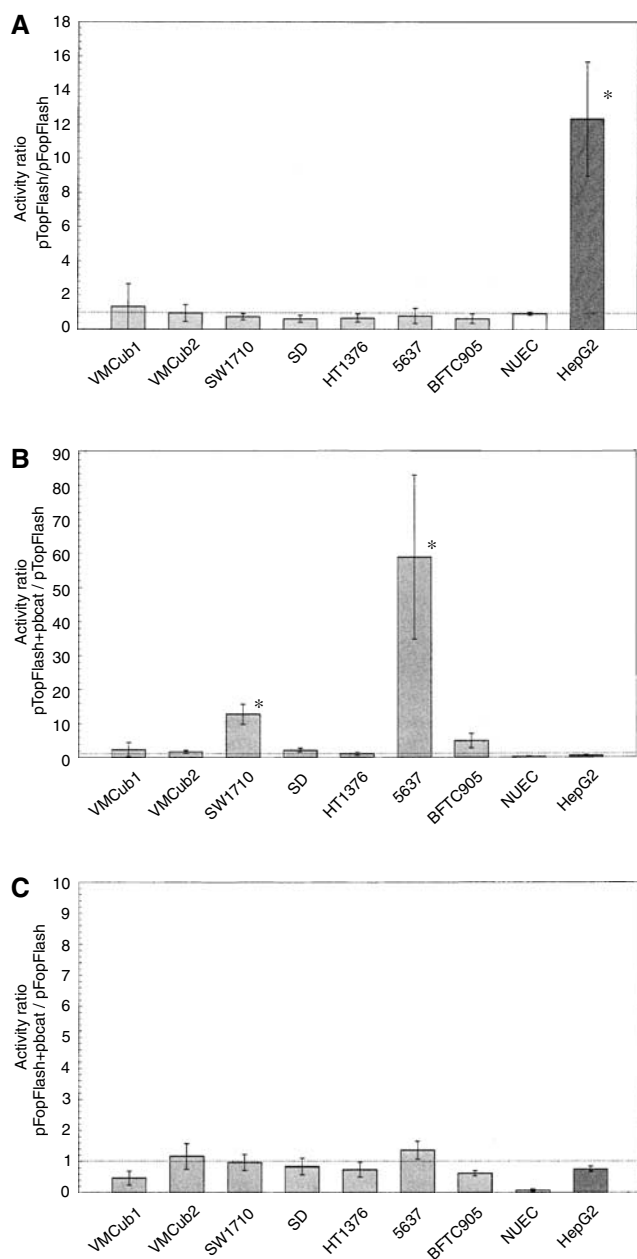 A
Activity ratio
pTopFlash/pFopFlash
18
16
14
12
10
8
6
4
2
0
*
VMCub1
VMCub2
SW1710
SD
HT1376
5637
BFTC905
NUEC
HepG2
B
Activity ratio
pTopFlash+pbcat / pTopFlash
90
80
70
60
50
40
30
20
10
0
*
*
VMCub1
VMCub2
SW1710
SD
HT1376
5637
BFTC905
NUEC
HepG2
C
Activity ratio
pFopFlash+pbcat / pFopFlash
10
9
8
7
6
5
4
3
2
1
0
VMCub1
VMCub2
SW1710
SD
HT1376
5637
BFTC905
NUEC
HepG2